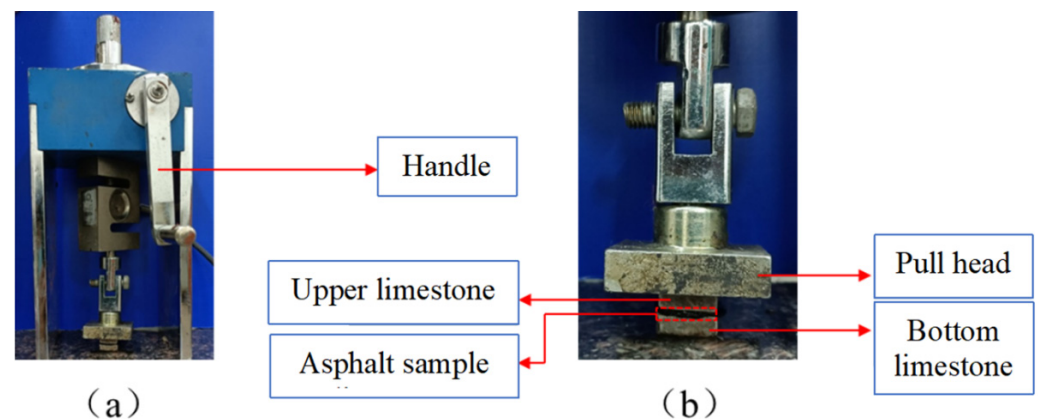 Handle
Upper limestone
Asphalt sample
Pull head
Bottom
limestone
(a)
(b)